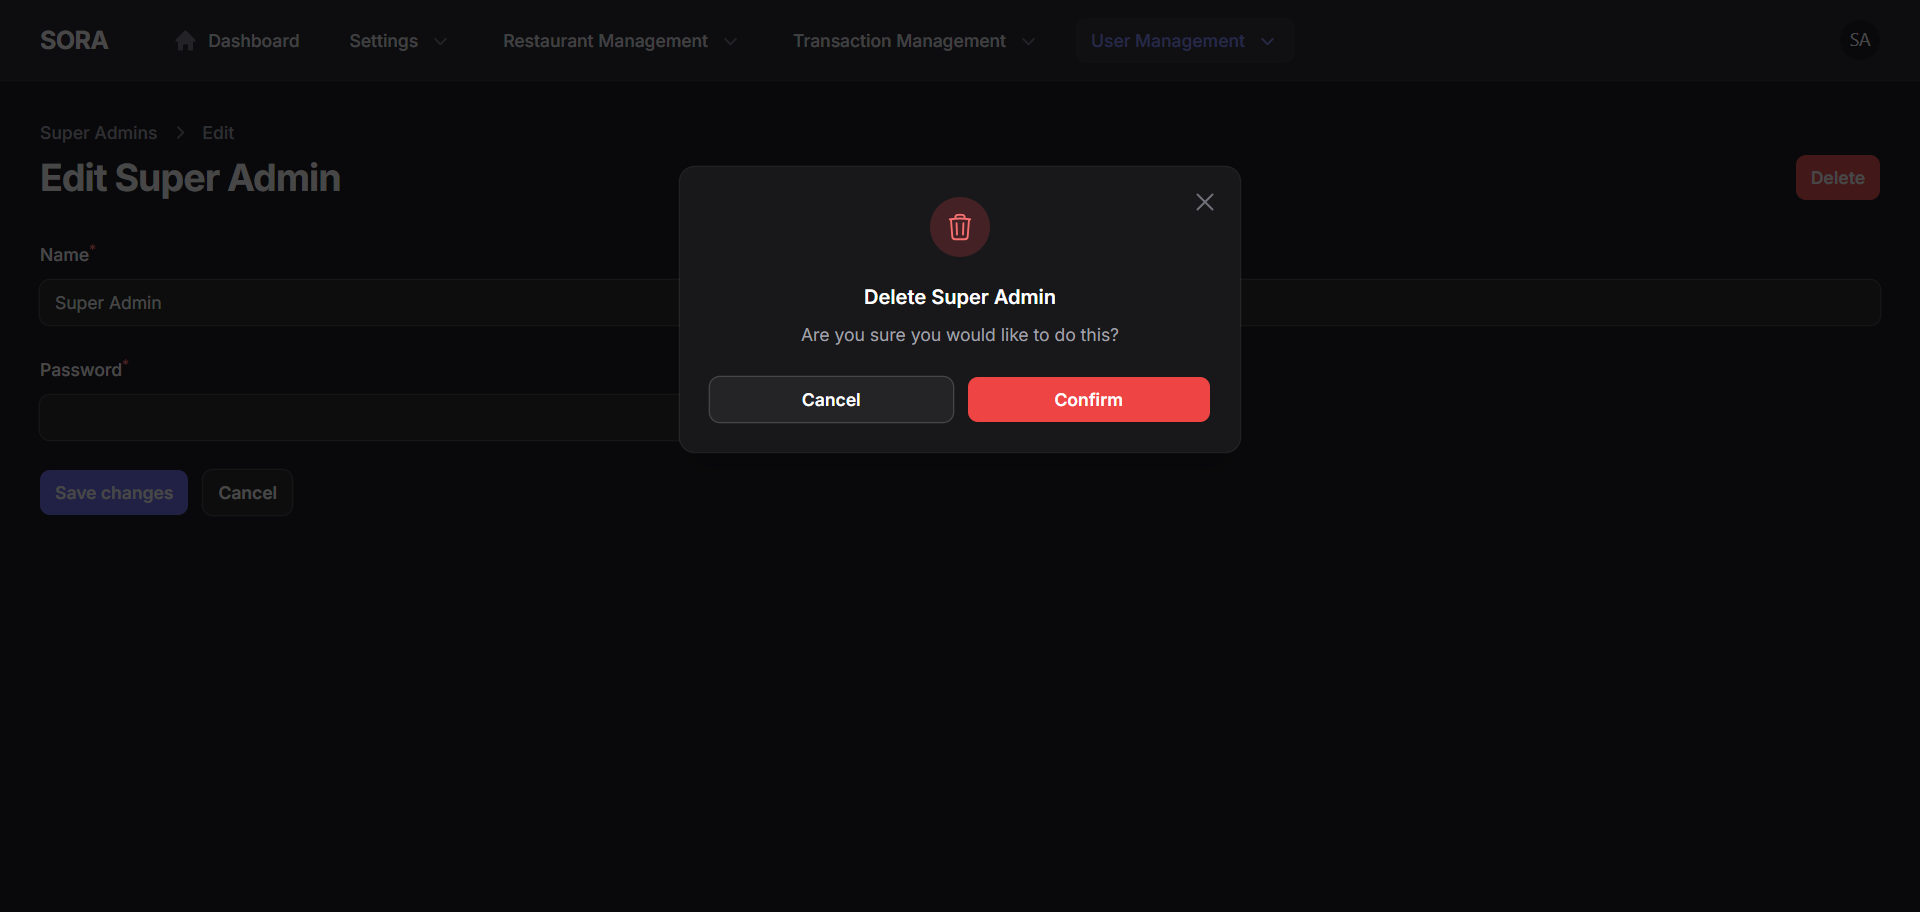 SORA
Dashboard
Settings
Restaurant Management
Transaction Management
User Management
SA
Super Admins
Edit
Edit Super Admin
Delete
Name*
Super Admin
Password*
Save changes
Cancel
Delete Super Admin
Are you sure you would like to do this?
Cancel
Confirm